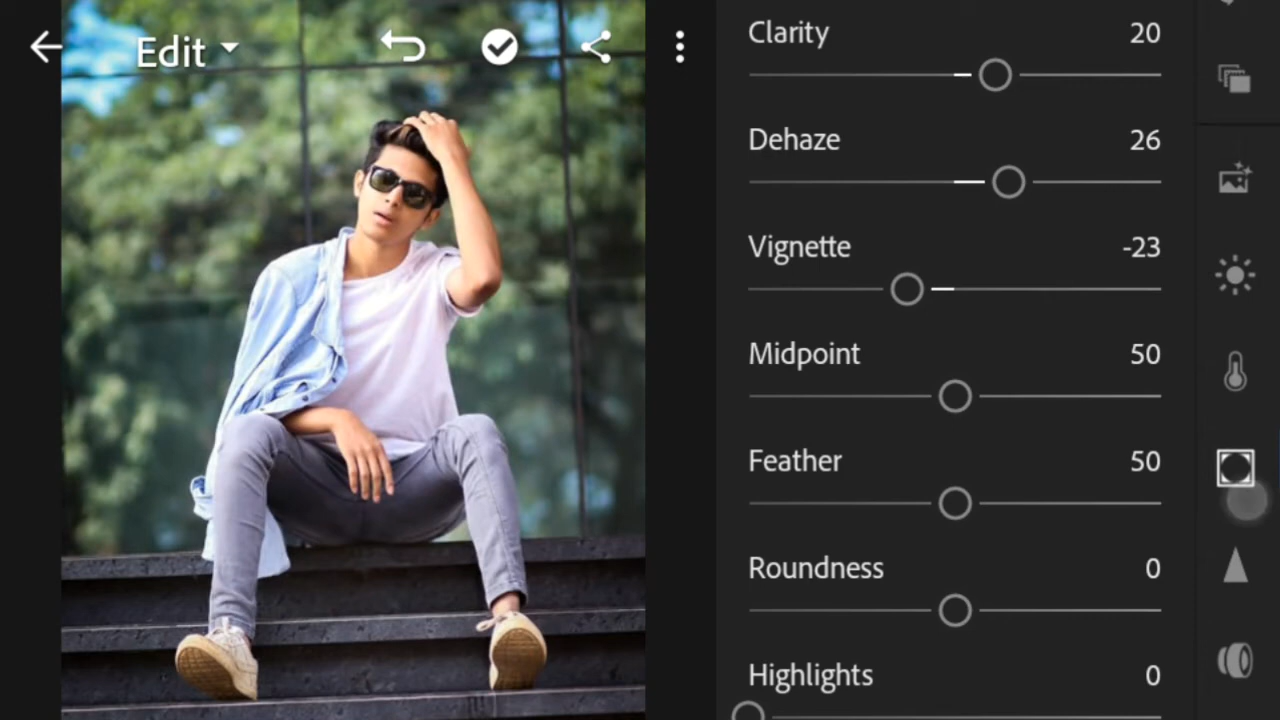 Edit
Clarity 20
Dehaze 26
Vignette -23
Midpoint 50
Feather 50
Roundness 0
Highlights 0